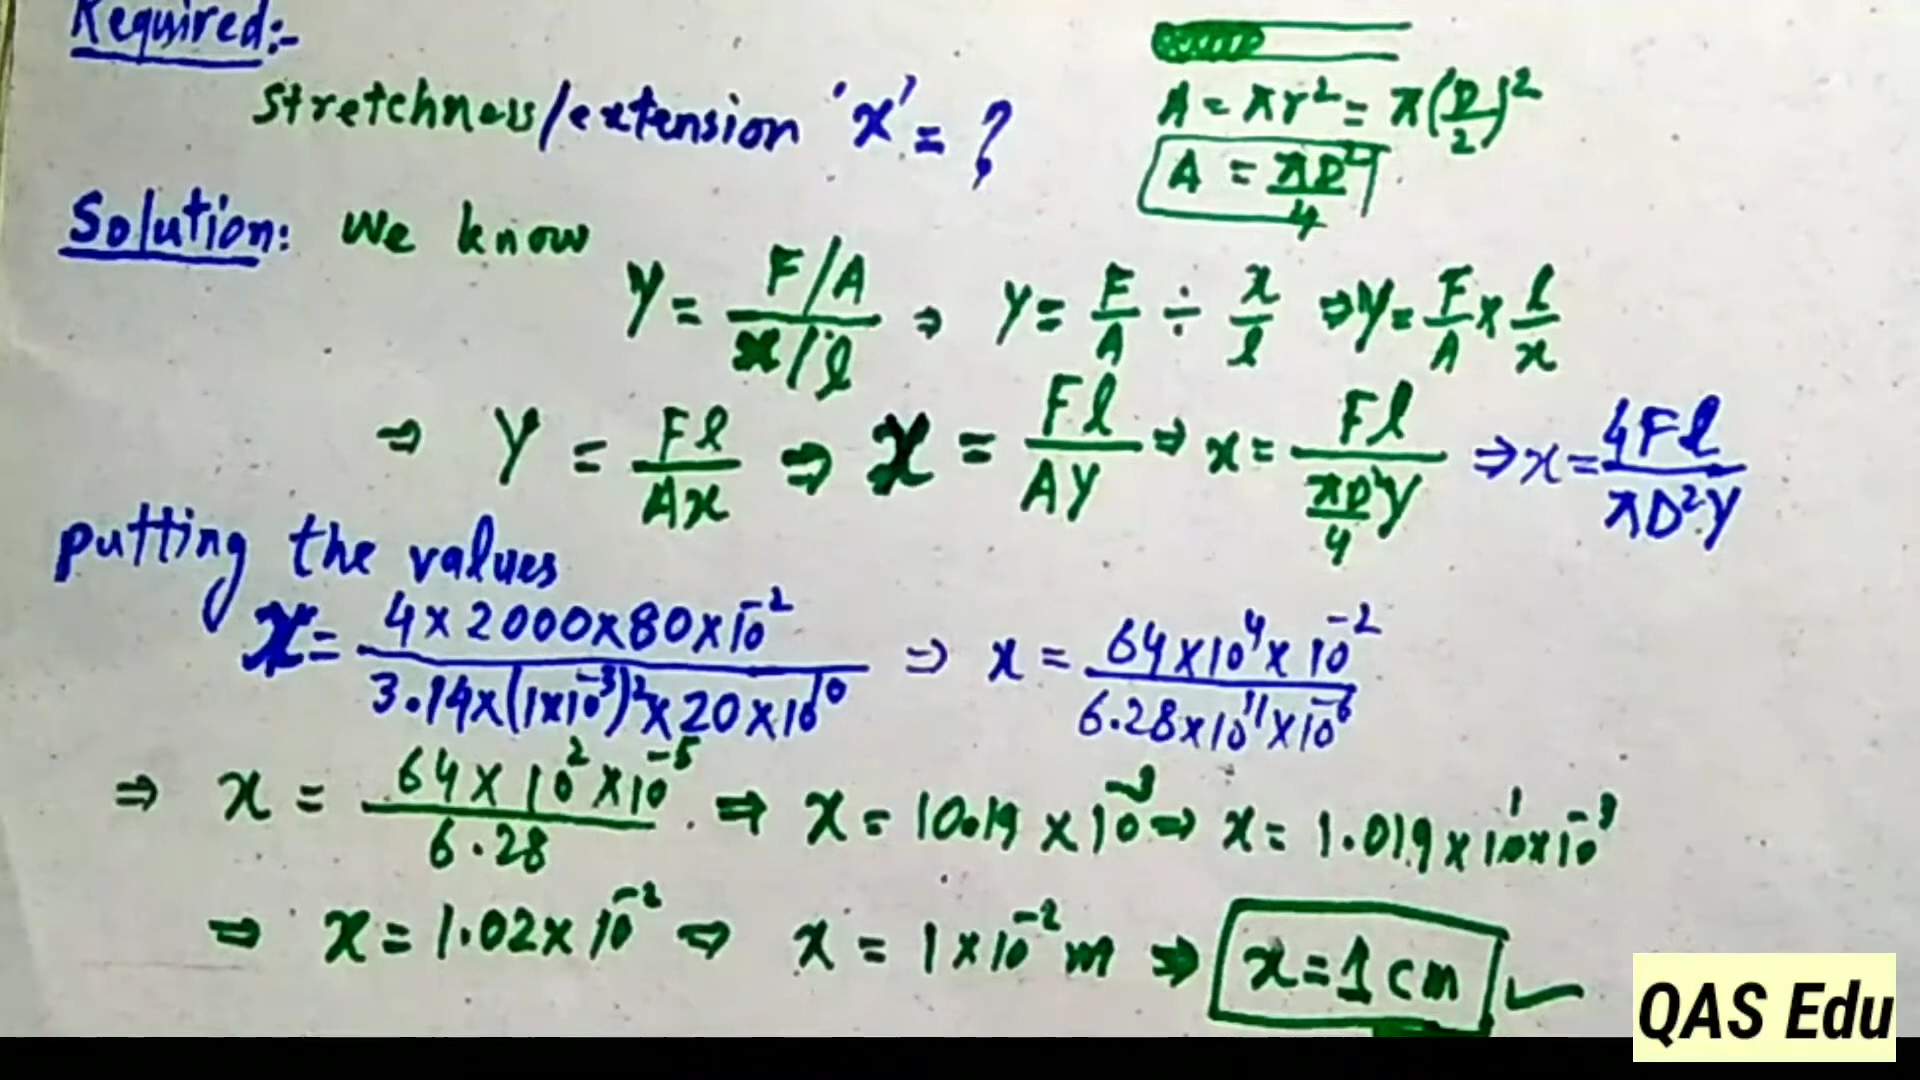 Required:-
Stretchness/extension 'x' = ?
A = πr² = π(D/2)²
A = πD²/4
Solution: we know
Y = (F/A)/(x/l) ⇒ Y = F/A ÷ x/l ⇒ Y = F/A × l/x
⇒ Y = Fl/Ax ⇒ x = Fl/AY ⇒ x = Fl/(πD²/4 Y) ⇒ x = 4Fl/πD²Y
putting the values
x = 4×2000×80×10⁻²/3.14×(1×10⁻³)²×20×10¹⁰ ⇒ x = 64×10⁴×10⁻²/6.28×10¹¹×10⁻⁶
⇒ x = 64×10²×10⁻⁵/6.28 ⇒ x = 10.19×10⁻³ ⇒ x = 1.019×10¹×10⁻³
⇒ x = 1.02×10⁻² ⇒ x = 1×10⁻² m ⇒ x = 1 cm
QAS Edu